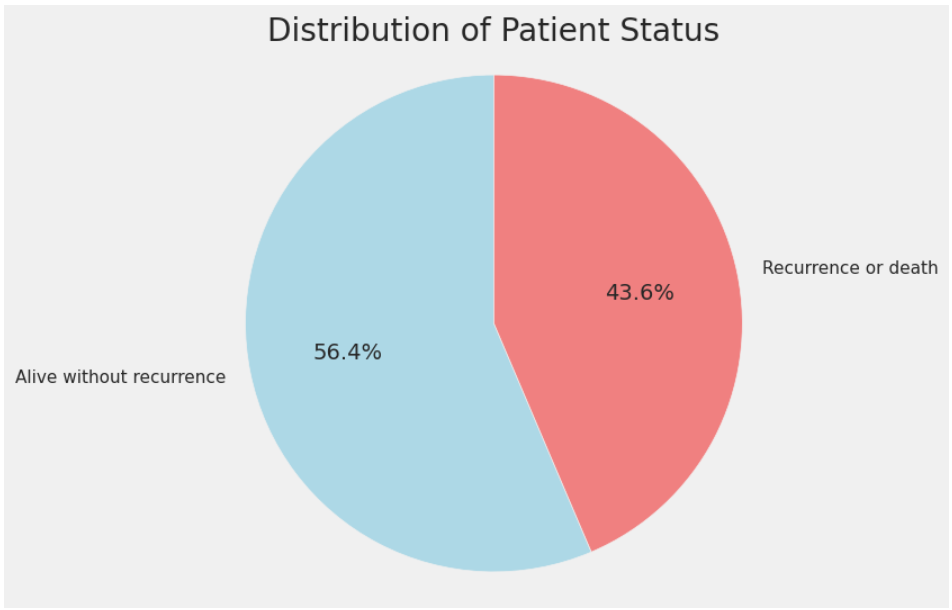 Distribution of Patient Status
Recurrence or death
43.6%
56.4%
Alive without recurrence